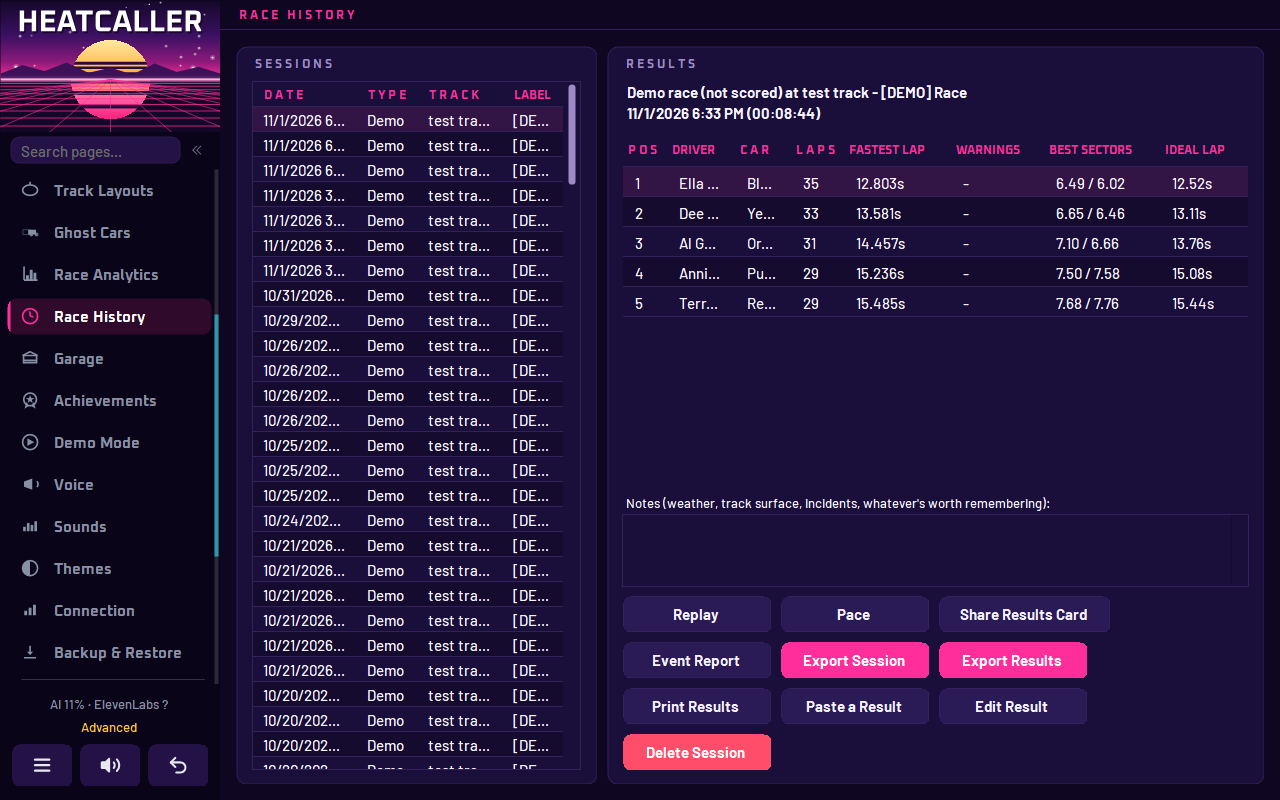 HEATCALLER
Search pages...
Track Layouts
Ghost Cars
Race Analytics
Race History
Garage
Achievements
Demo Mode
Voice
Sounds
Themes
Connection
Backup & Restore
AI 11% · ElevenLabs ?
Advanced
RACE HISTORY
SESSIONS
DATE TYPE TRACK LABEL
11/1/2026 6... Demo test tra... [DE...
11/1/2026 6... Demo test tra... [DE...
11/1/2026 6... Demo test tra... [DE...
11/1/2026 3... Demo test tra... [DE...
11/1/2026 3... Demo test tra... [DE...
11/1/2026 3... Demo test tra... [DE...
11/1/2026 3... Demo test tra... [DE...
10/31/2026... Demo test tra... [DE...
10/29/202... Demo test tra... [DE...
10/26/202... Demo test tra... [DE...
10/26/202... Demo test tra... [DE...
10/26/202... Demo test tra... [DE...
10/26/202... Demo test tra... [DE...
10/25/202... Demo test tra... [DE...
10/25/202... Demo test tra... [DE...
10/25/202... Demo test tra... [DE...
10/24/202... Demo test tra... [DE...
10/21/2026... Demo test tra... [DE...
10/21/2026... Demo test tra... [DE...
10/21/2026... Demo test tra... [DE...
10/21/2026... Demo test tra... [DE...
10/21/2026... Demo test tra... [DE...
10/21/2026... Demo test tra... [DE...
10/20/202... Demo test tra... [DE...
10/20/202... Demo test tra... [DE...
10/20/202... Demo test tra... [DE...
RESULTS
Demo race (not scored) at test track - [DEMO] Race
11/1/2026 6:33 PM (00:08:44)
POS DRIVER CAR LAPS FASTEST LAP WARNINGS BEST SECTORS IDEAL LAP
1 Ella ... Bl... 35 12.803s - 6.49 / 6.02 12.52s
2 Dee ... Ye... 33 13.581s - 6.65 / 6.46 13.11s
3 Al G... Or... 31 14.457s - 7.10 / 6.66 13.76s
4 Anni... Pu... 29 15.236s - 7.50 / 7.58 15.08s
5 Terr... Re... 29 15.485s - 7.68 / 7.76 15.44s
Notes (weather, track surface, incidents, whatever's worth remembering):
Replay Pace Share Results Card
Event Report Export Session Export Results
Print Results Paste a Result Edit Result
Delete Session